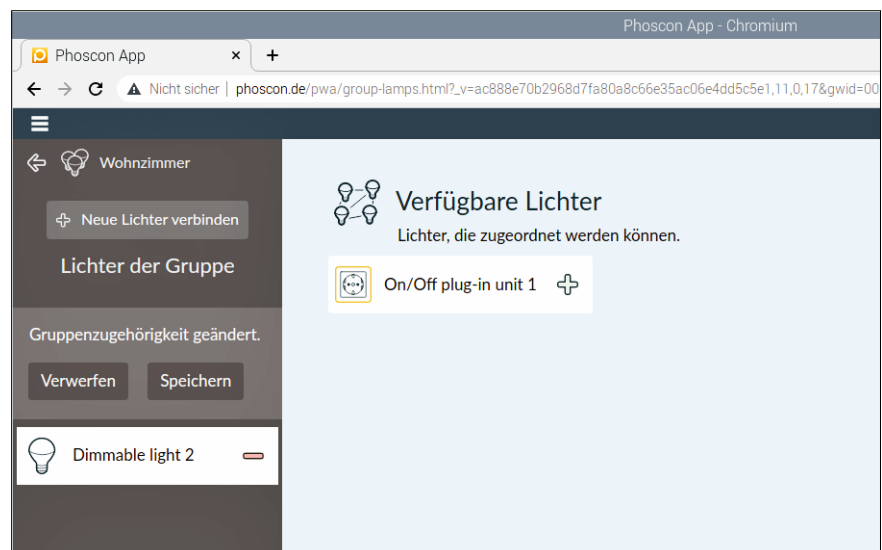 Phoscon App - Chromium
Phoscon App × +
Nicht sicher | phoscon.de/pwa/group-lamps.html?_v=ac888e70b2968d7fa80a8c66e35ac06e4dd5c5e1,11,0,17&gwid=00
Wohnzimmer
Neue Lichter verbinden
Lichter der Gruppe
Gruppenzugehörigkeit geändert.
Verwerfen Speichern
Dimmable light 2
Verfügbare Lichter
Lichter, die zugeordnet werden können.
On/Off plug-in unit 1